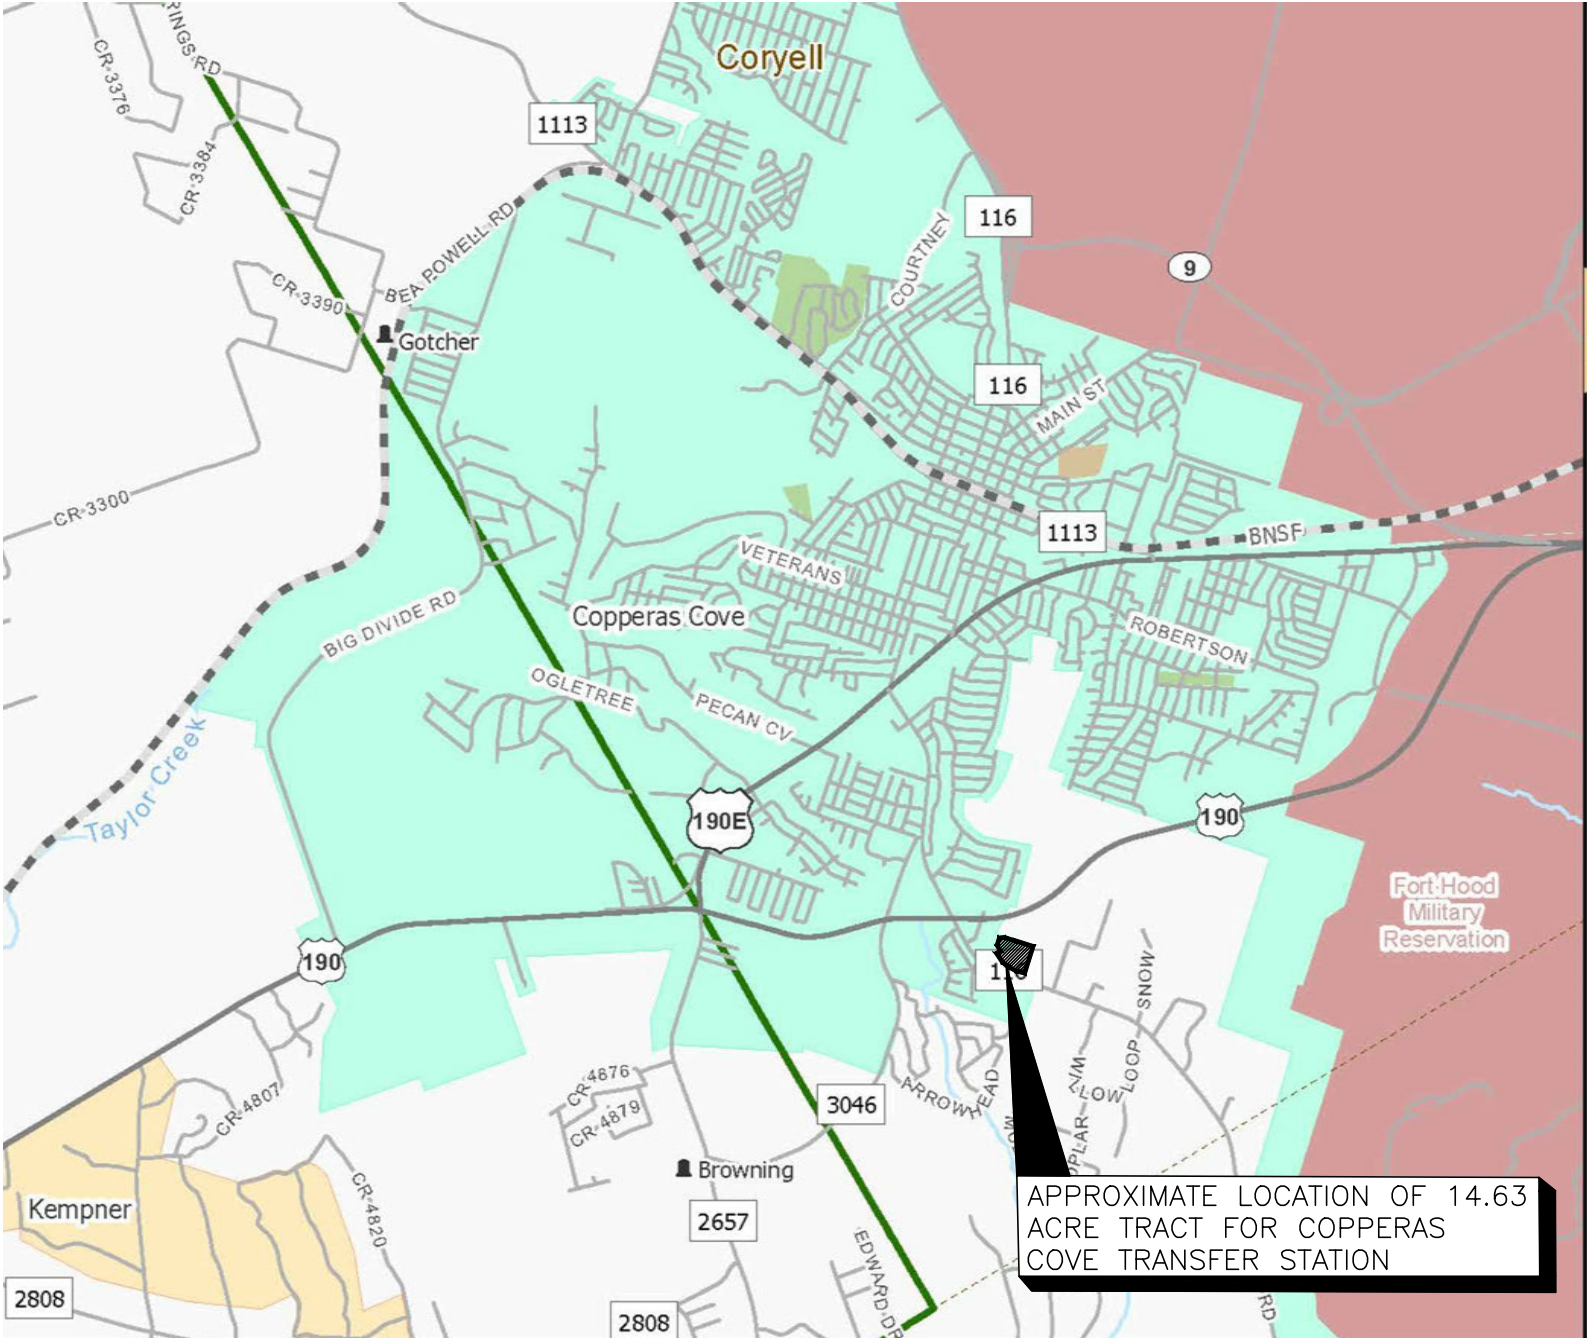 RINGS RD
CR-3376
Coryell
1113
CR-3384
116
COURTNEY
BEA POWELL RD
9
CR-3390
Gotcher
116
MAIN ST
CR-3300
1113
BNSF
VETERANS
BIG DIVIDE RD
Copperas Cove
ROBERTSON
OGLETREE
PECAN CV
Taylor Creek
190E
190
Fort Hood
Military
Reservation
190
SNOW
LOOP
CR-4876
CR-4807
CR-4879
ARROWHEAD
3046
Browning
CR-4820
Kempner
2657
EDWARD DR
2808
2808
RD
APPROXIMATE LOCATION OF 14.63
ACRE TRACT FOR COPPERAS
COVE TRANSFER STATION